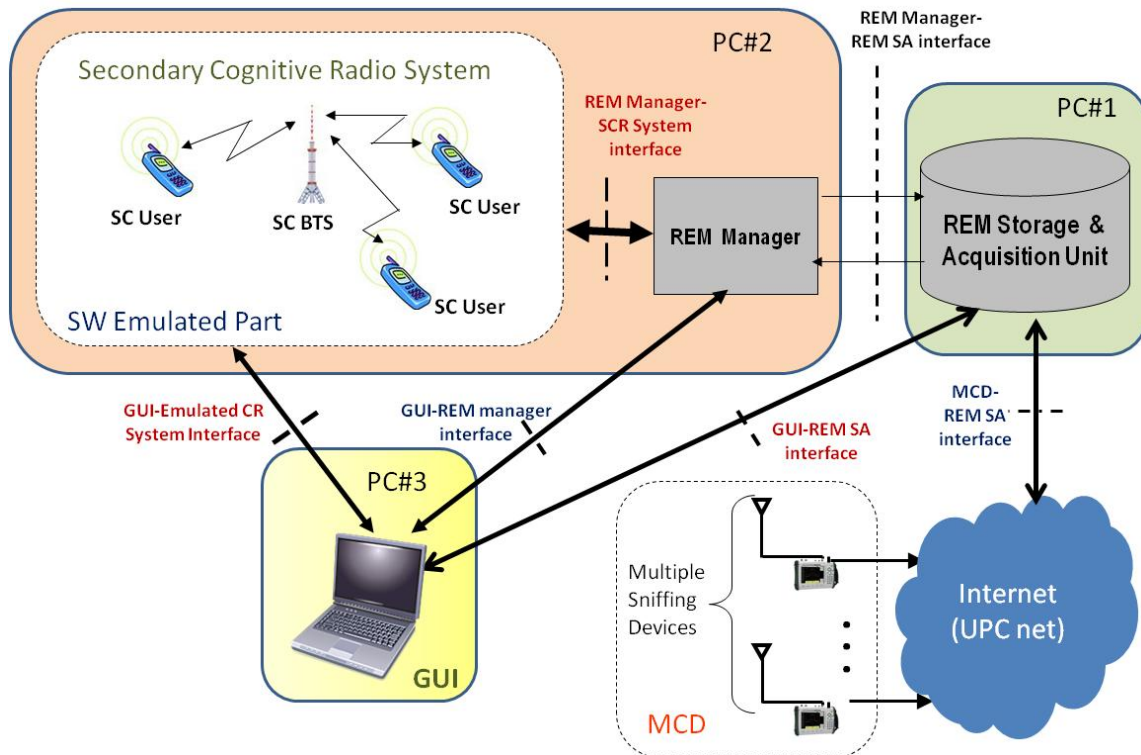 PC#2
REM Manager-
REM SA interface
Secondary Cognitive Radio System
REM Manager-
SCR System
interface
PC#1
SC User
SC BTS
SC User
SC User
SW Emulated Part
REM Manager
REM Storage &
Acquisition Unit
GUI-Emulated CR
System Interface
GUI-REM manager
interface
GUI-REM SA
interface
MCD-
REM SA
interface
PC#3
GUI
Multiple
Sniffing
Devices
MCD
Internet
(UPC net)